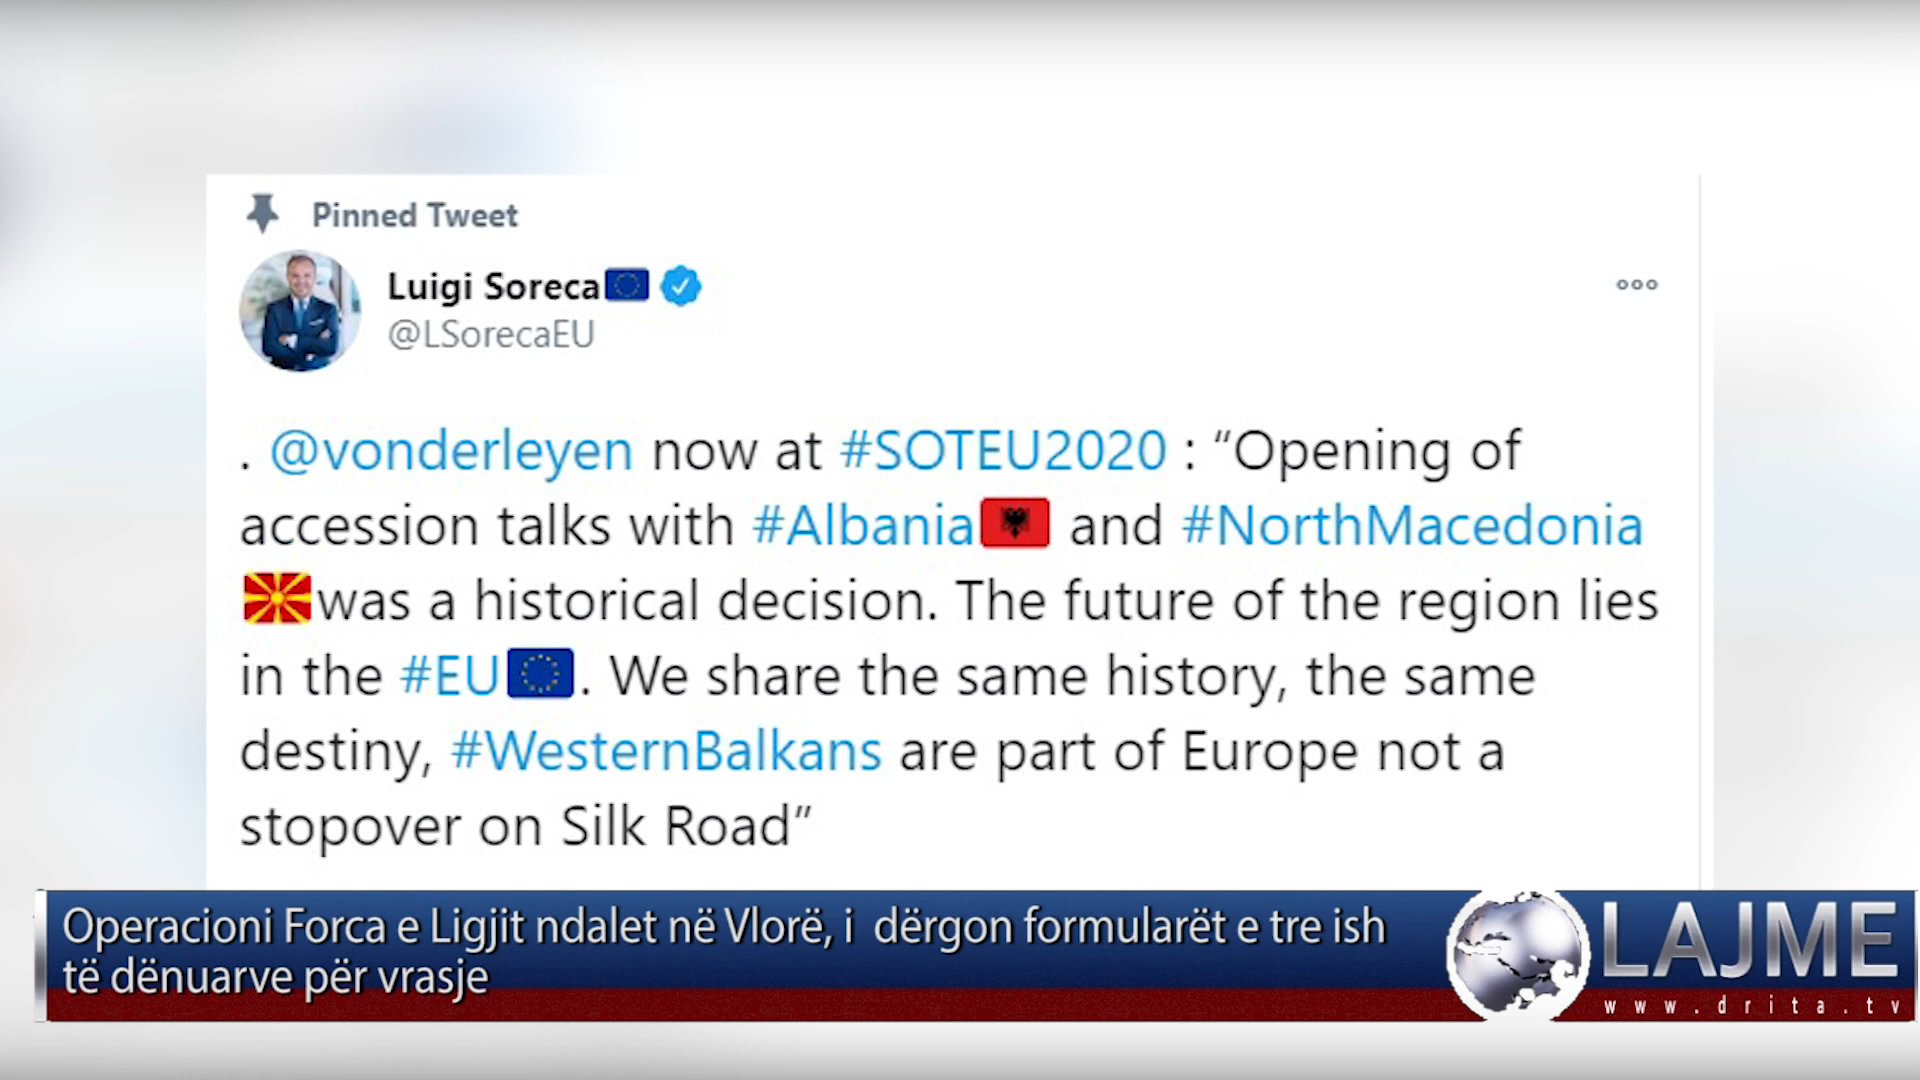 Pinned Tweet
Luigi Soreca
@LSorecaEU
. @vonderleyen now at #SOTEU2020 : “Opening of
accession talks with #Albania and #NorthMacedonia
was a historical decision. The future of the region lies
in the #EU. We share the same history, the same
destiny, #WesternBalkans are part of Europe not a
stopover on Silk Road”
Operacioni Forca e Ligjit ndalet në Vlorë, i  dërgon formularët e tre ish
të dënuarve për vrasje
LAJME
www.drita.tv